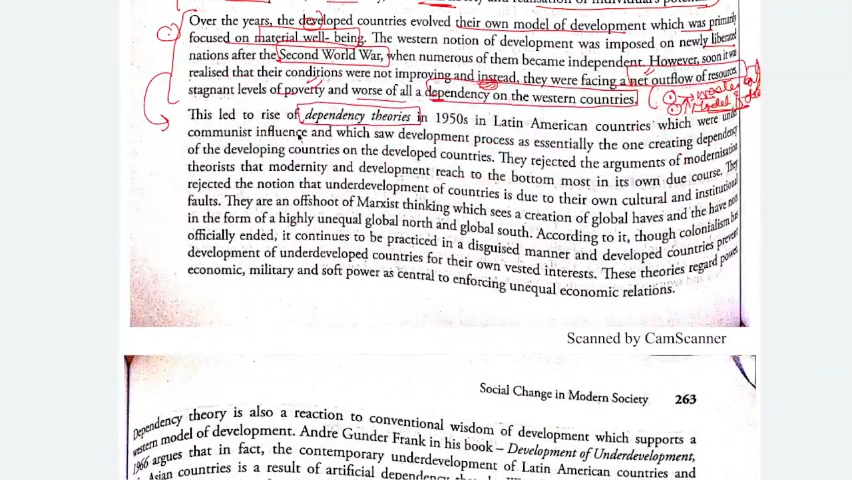 Over the years, the developed countries evolved their own model of development which was primarily
focused on material well- being. The western notion of development was imposed on newly liberated
nations after the Second World War, when numerous of them became independent. However, soon it was
realised that their conditions were not improving and instead, they were facing a net outflow of resources,
stagnant levels of poverty and worse of all a dependency on the western countries.
This led to rise of dependency theories in 1950s in Latin American countries which were under
communist influence and which saw development process as essentially the one creating dependency
of the developing countries on the developed countries. They rejected the arguments of modernisation
theorists that modernity and development reach to the bottom most in its own due course. They
rejected the notion that underdevelopment of countries is due to their own cultural and institutional
faults. They are an offshoot of Marxist thinking which sees a creation of global haves and the have nots
in the form of a highly unequal global north and global south. According to it, though colonialism has
officially ended, it continues to be practiced in a disguised manner and developed countries prevent
development of underdeveloped countries for their own vested interests. These theories regard power
economic, military and soft power as central to enforcing unequal economic relations.
Scanned by CamScanner
Social Change in Modern Society 263
Dependency theory is also a reaction to conventional wisdom of development which supports a
western model of development. Andre Gunder Frank in his book – Development of Underdevelopment,
1966 argues that in fact, the contemporary underdevelopment of Latin American countries and
Asian countries is a result of artificial dependency